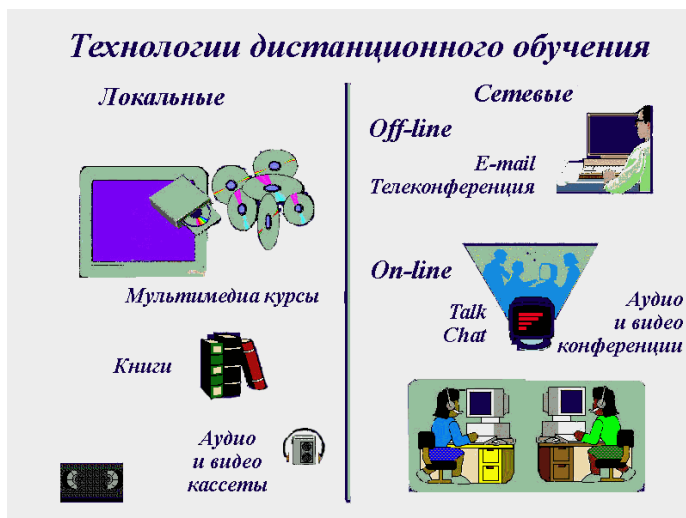 Технологии дистанционного обучения
Локальные
Мультимедиа курсы
Книги
Аудио
и видео
кассеты
Сетевые
Off-line
E-mail
Телеконференция
On-line
Talk
Chat
Аудио
и видео
конференции